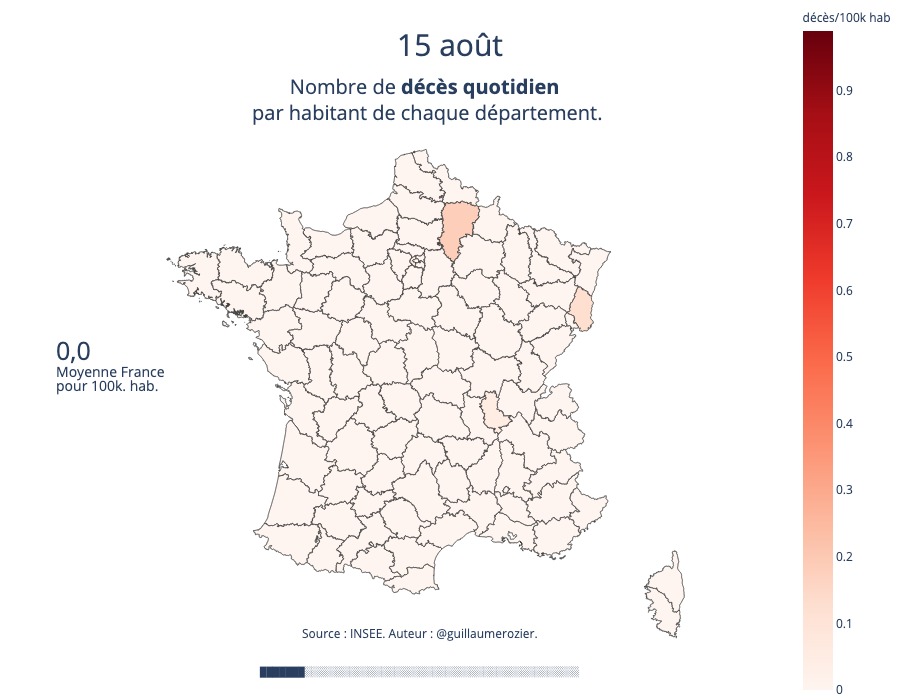 décès/100k hab
15 août
Nombre de décès quotidien
par habitant de chaque département.
0.9
0.8
0.7
0.6
0.5
0.4
0.3
0.2
0.1
0
0,0
Moyenne France
pour 100k. hab.
Source : INSEE. Auteur : @guillaumerozier.